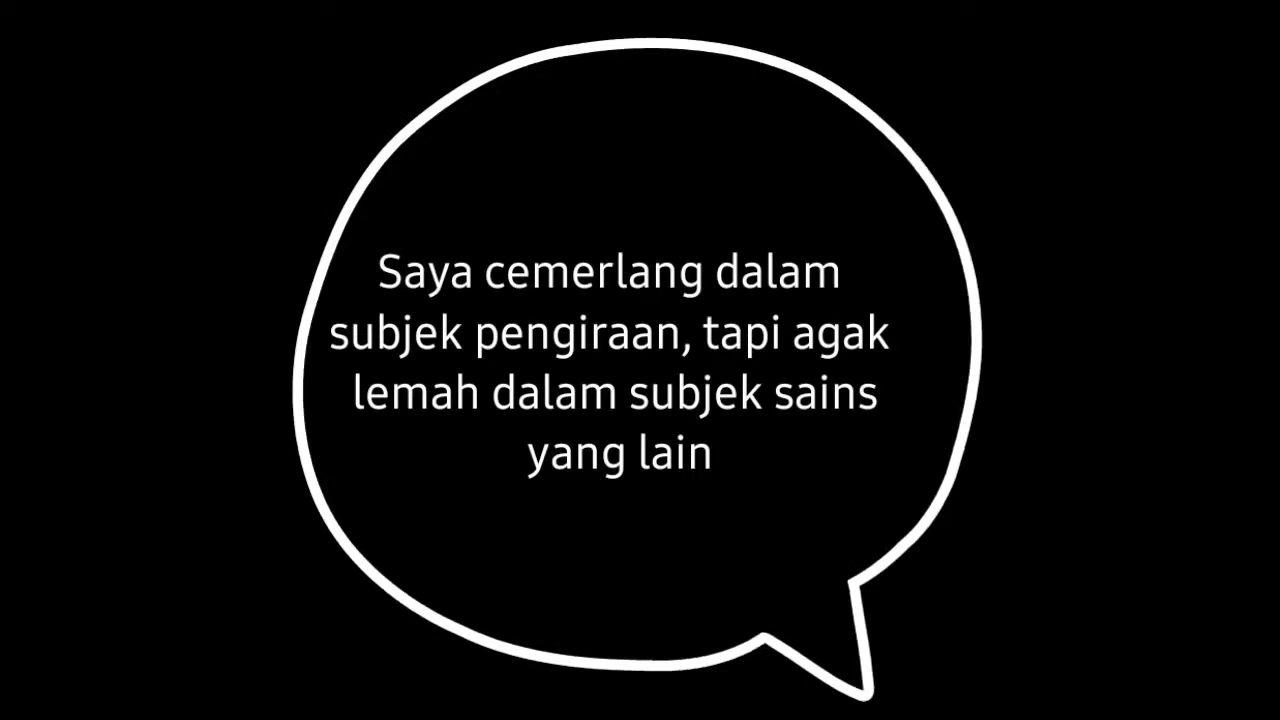 Saya cemerlang dalam
subjek pengiraan, tapi agak
lemah dalam subjek sains
yang lain